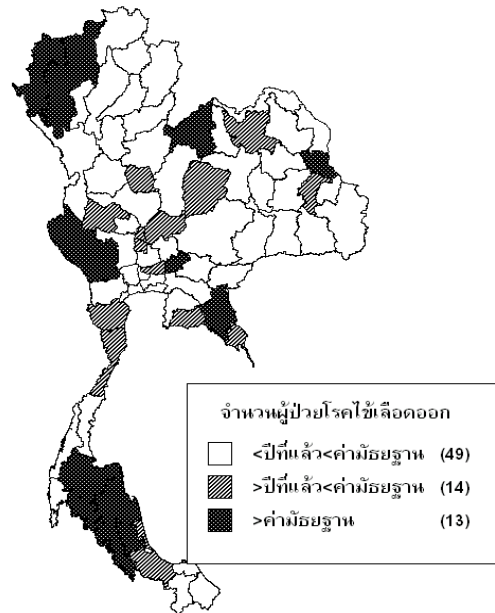 จำนวนผู้ป่วยโรคไข้เลือดออก
<ปีที่แล้ว<ค่ามัธยฐาน (49)
>ปีที่แล้ว<ค่ามัธยฐาน (14)
>ค่ามัธยฐาน (13)